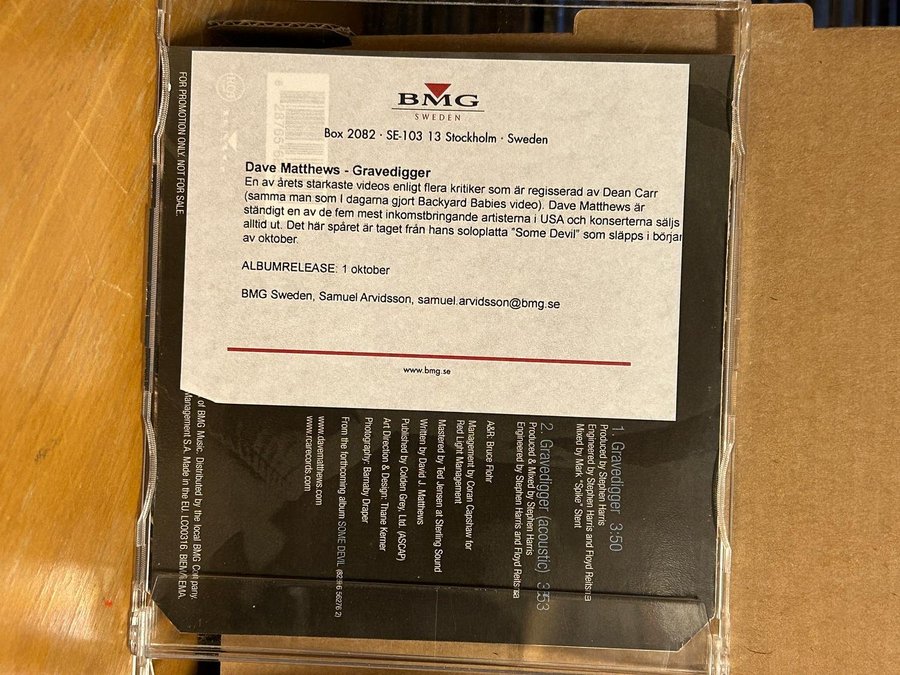 BMG
SWEDEN
Box 2082 · SE-103 13 Stockholm · Sweden
Dave Matthews - Gravedigger
En av årets starkaste videos enligt flera kritiker som är regisserad av Dean Carr
(samma man som I dagarna gjort Backyard Babies video). Dave Matthews är
ständigt en av de fem mest inkomstbringande artisterna i USA och konserterna säljs
alltid ut. Det här spåret är taget från hans soloplatta "Some Devil" som släpps i början
av oktober.
ALBUMRELEASE: 1 oktober
BMG Sweden, Samuel Arvidsson, samuel.arvidsson@bmg.se
www.bmg.se
FOR PROMOTION ONLY. NOT FOR SALE.
1. Gravedigger 3:50
Produced by Stephen Harris
Engineered by Stephen Harris and Floyd Reitsma
Mixed by Mark "Spike" Stent
2. Gravedigger (acoustic) 3:53
Produced & Mixed by Stephen Harris
Engineered by Stephen Harris and Floyd Reitsma
A&R: Bruce Flohr
Management by Coran Capshaw for
Red Light Management
Mastered by Ted Jensen at Sterling Sound
Written by David J. Matthews
Published by Colden Grey, Ltd. (ASCAP)
Art Direction & Design: Thane Kerner
Photography: Barnaby Draper
From the forthcoming album SOME DEVIL (82876 56276 2)
www.davematthews.com
www.rcarecords.com
of BMG Music. Distributed by the local BMG Company.
Management S.A. Made in the EU. LC00316. BIEM/GEMA.